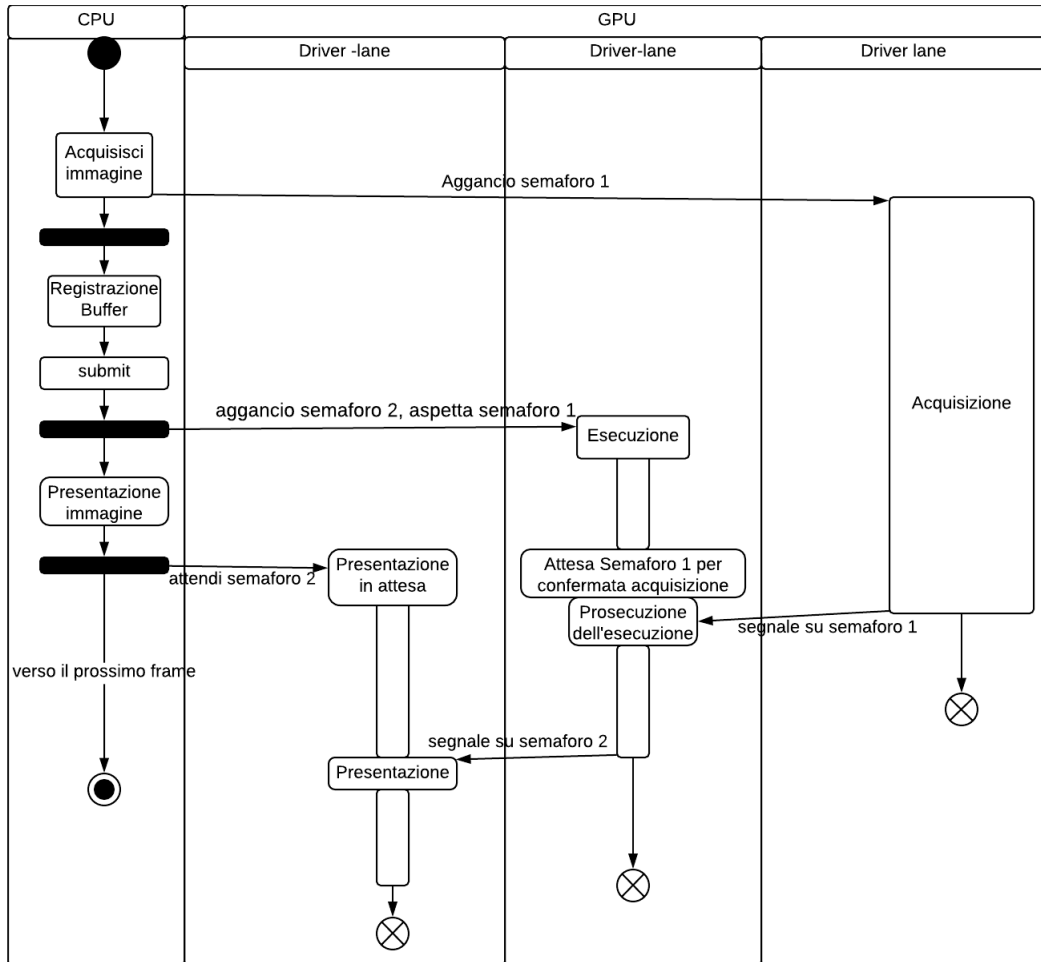 CPU
GPU
Driver -lane
Driver-lane
Driver lane
Acquisisci
immagine
Aggancio semaforo 1
Registrazione
Buffer
submit
aggancio semaforo 2, aspetta semaforo 1
Esecuzione
Acquisizione
Presentazione
immagine
attendi semaforo 2
Presentazione
in attesa
Attesa Semaforo 1 per
confermata acquisizione
Prosecuzione
dell'esecuzione
segnale su semaforo 1
verso il prossimo frame
segnale su semaforo 2
Presentazione